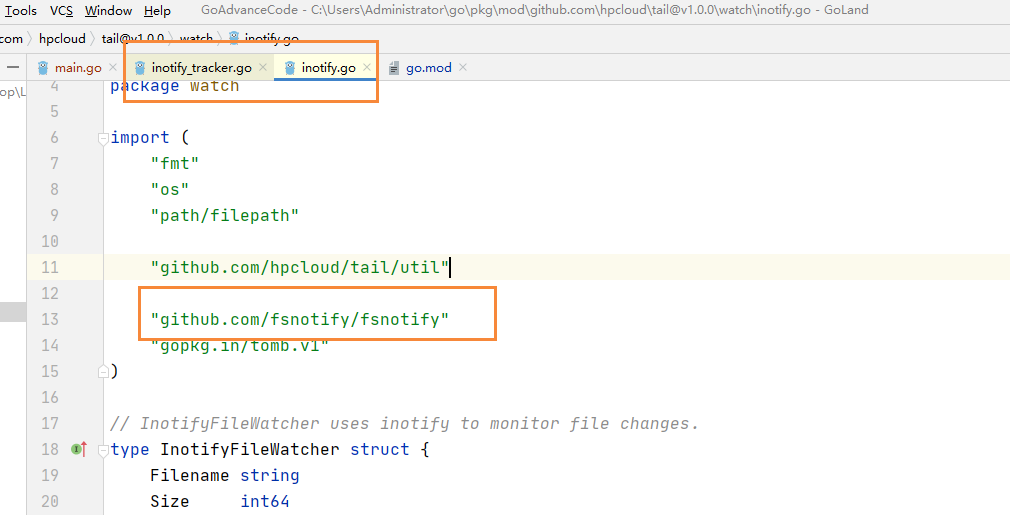 Tools VCS Window Help GoAdvanceCode - C:\Users\Administrator\go\pkg\mod\github.com\hpcloud\tail@v1.0.0\watch\inotify.go - GoLand
com hpcloud tail@v1.0.0 watch inotify.go
main.go inotify_tracker.go inotify.go go.mod
op\L
4 package watch
5
6 import (
7 "fmt"
8 "os"
9 "path/filepath"
10
11 "github.com/hpcloud/tail/util"
12
13 "github.com/fsnotify/fsnotify"
14 "gopkg.in/tomb.v1"
15 )
16
17 // InotifyFileWatcher uses inotify to monitor file changes.
18 type InotifyFileWatcher struct {
19 Filename string
20 Size int64